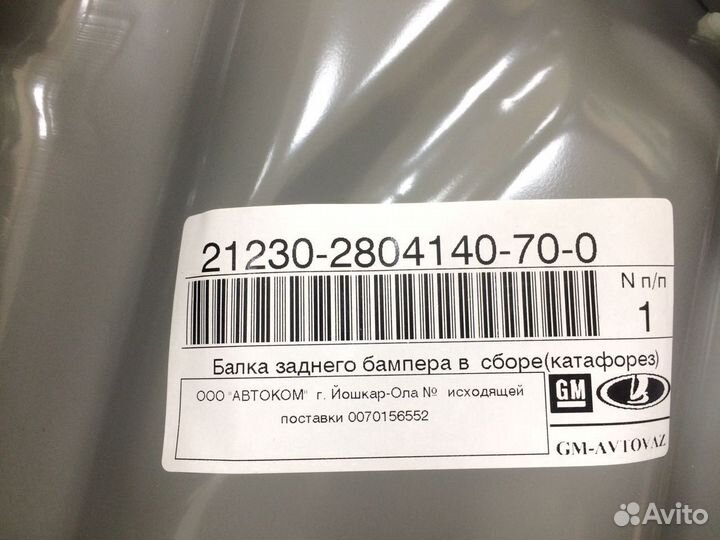 21230-2804140-70-0
N п/п
1
Балка заднего бампера в сборе(катафорез)
ООО "АВТОКОМ" г. Йошкар-Ола № исходящей
поставки 0070156552
GM
GM-AVTOVAZ
Avito